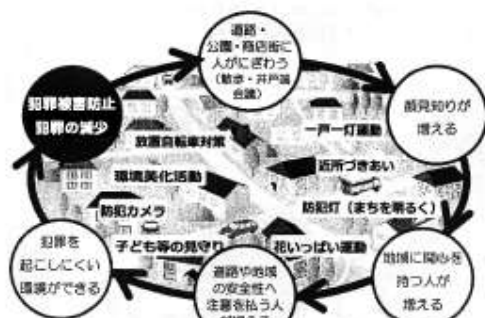 道路・
公園・商店街に
人がにぎわう
(散歩・井戸端
会議)
犯罪被害防止
犯罪の減少
顔見知りが
増える
一戸一灯運動
放置自転車対策
近所づきあい
環境美化活動
防犯カメラ
防犯灯(まちを明るく)
子ども等の見守り
花いっぱい運動
犯罪を
起こしにくい
環境ができる
道路や地域
の安全性へ
注意を払う人
地域に関心を
持つ人が
増える